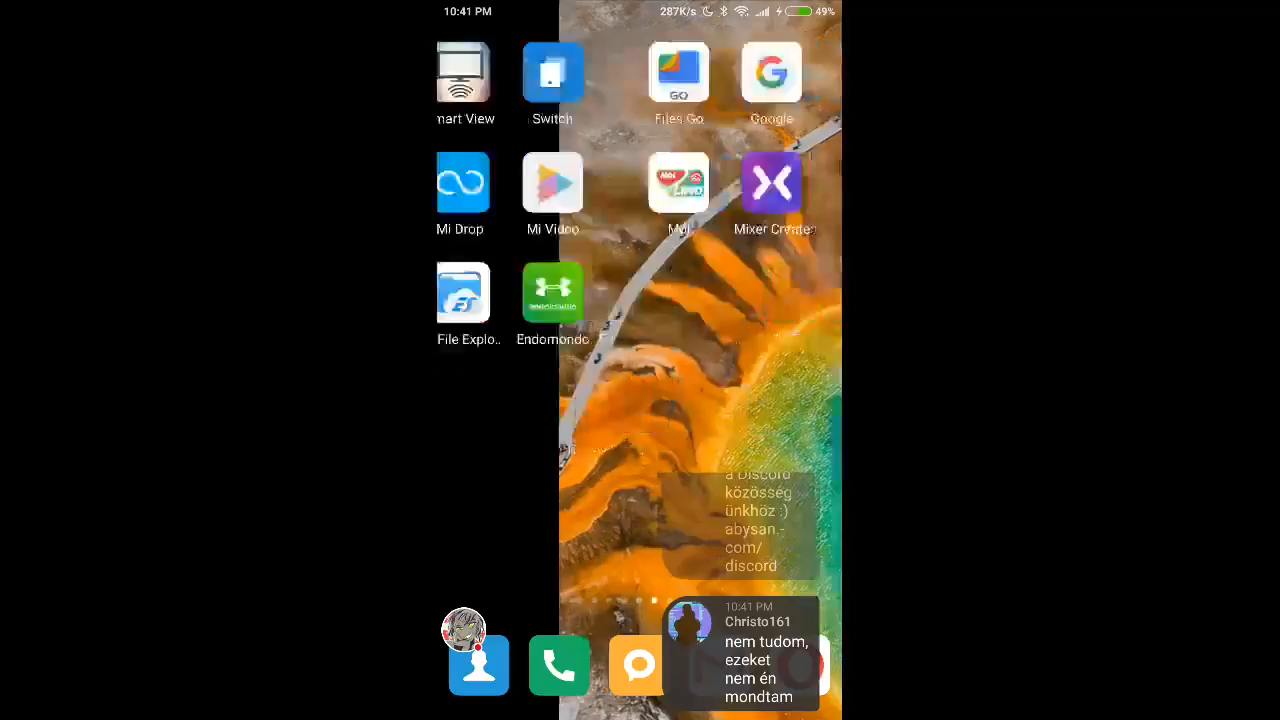 10:41 PM
287K/s
49%
mart View
Switch
Files Go
Google
GO
Mi Drop
Mi Video
Mol
Mixer Create
File Explo..
Endomondo
a Discord
közösség
ünkhöz :)
abysan.-
com/
discord
10:41 PM
Christo161
nem tudom,
ezeket
nem én
mondtam